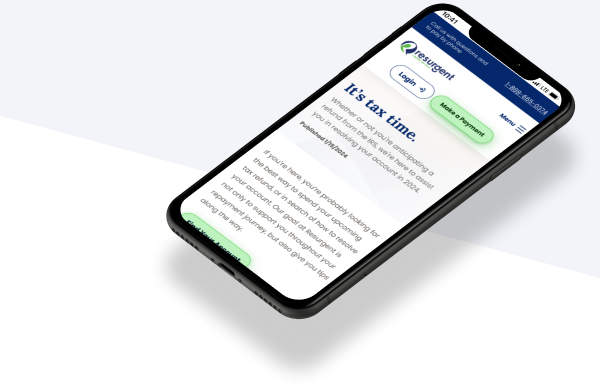 10:41
LTE
Call us with questions and
to pay by phone
1-888-665-0374
resurgent
Login
Make a Payment
Menu
It's tax time.
Whether or not you're anticipating a
refund from the IRS, we're here to assist
you in resolving your account in 2024.
Published 1/16/2024
If you're here, you're probably looking for
the best way to spend your upcoming
tax refund, or in search of how to resolve
your account. Our goal at Resurgent is
not only to support you throughout your
repayment journey, but also give you tips
along the way.
Find Your Account